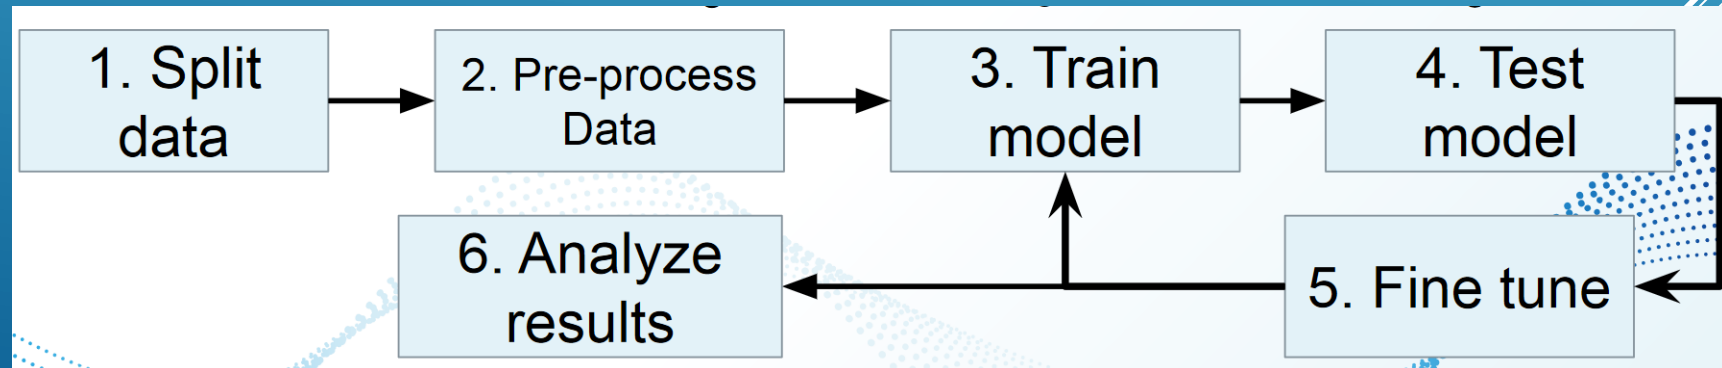 1. Split
data
2. Pre-process
Data
3. Train
model
4. Test
model
5. Fine tune
6. Analyze
results